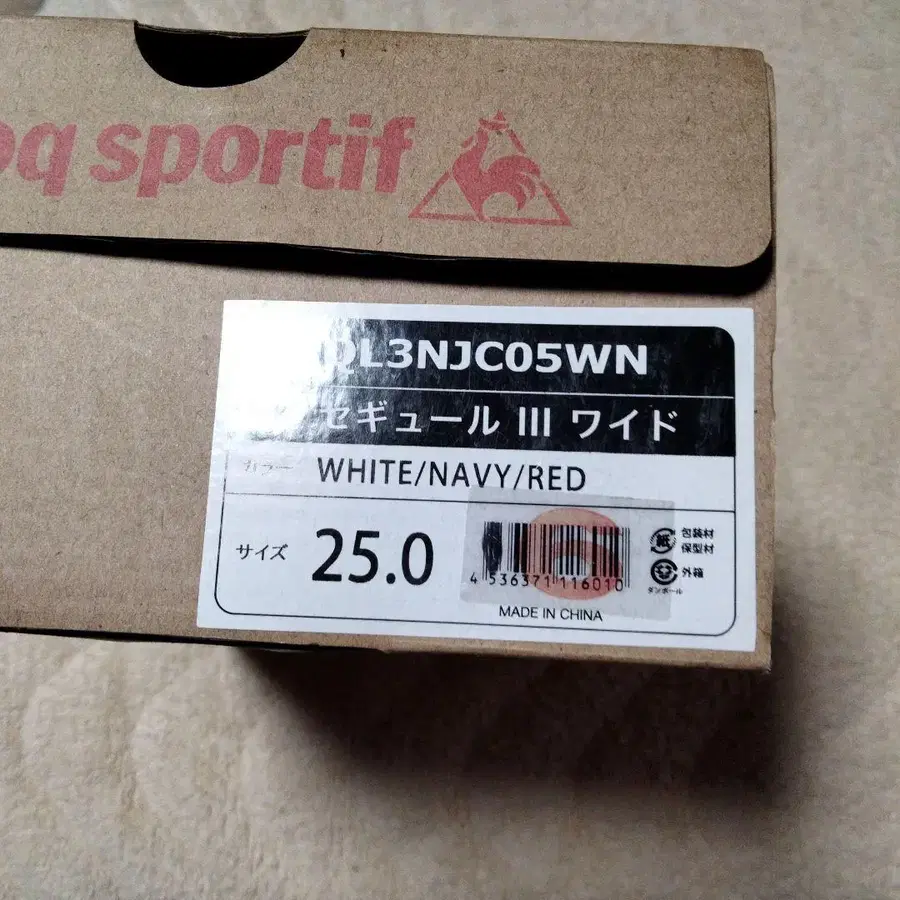 oq sportif
QL3NJC05WN
セギュール III ワイド
カラー WHITE/NAVY/RED
サイズ 25.0
4 536371 116010
MADE IN CHINA
紙 包装材
保型材
外箱
ダンボール